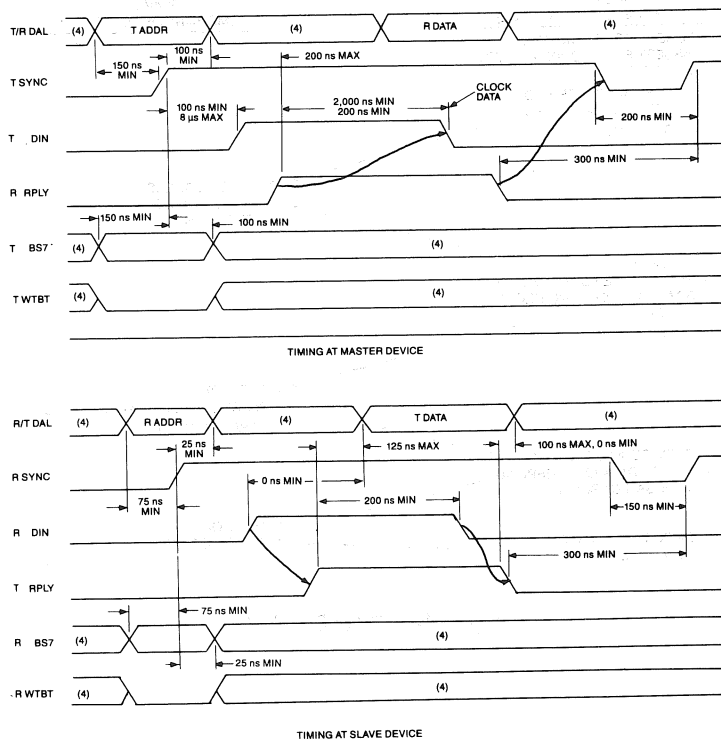 T/R DAL (4) T ADDR (4) R DATA (4)
150 ns MIN
100 ns MIN
200 ns MAX
T SYNC
100 ns MIN
8 µs MAX
2,000 ns MIN
200 ns MIN
CLOCK DATA
200 ns MIN
T DIN
300 ns MIN
R RPLY
150 ns MIN
100 ns MIN
T BS7 (4) (4)
T WTBT (4) (4)
TIMING AT MASTER DEVICE
R/T DAL (4) R ADDR (4) T DATA (4)
25 ns MIN
125 ns MAX
100 ns MAX, 0 ns MIN
R SYNC
0 ns MIN
75 ns MIN
200 ns MIN
150 ns MIN
R DIN
300 ns MIN
T RPLY
75 ns MIN
R BS7 (4) (4)
25 ns MIN
R WTBT (4) (4)
TIMING AT SLAVE DEVICE